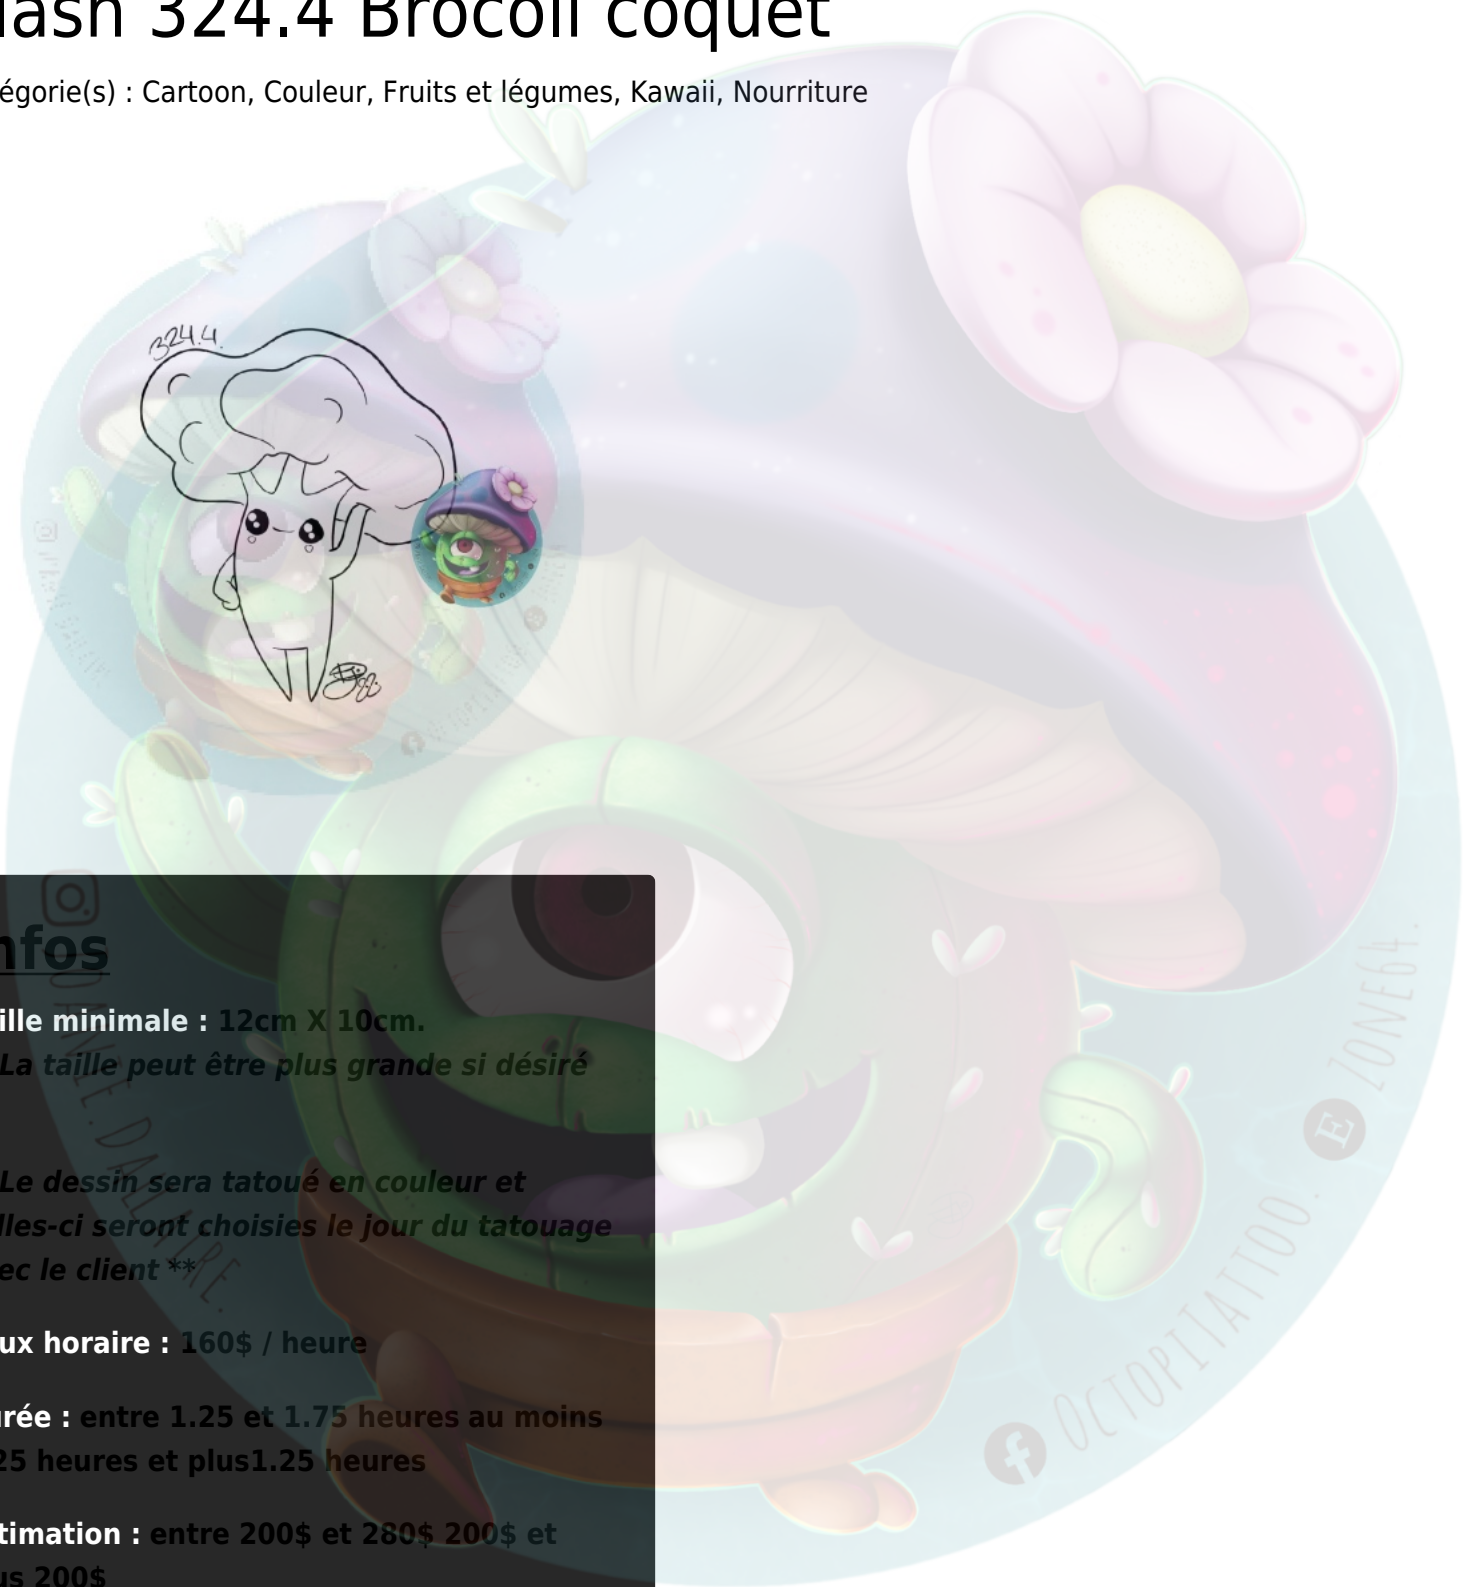 lash 324.4 Brocoli coquet
égorie(s) : Cartoon, Couleur, Fruits et légumes, Kawaii, Nourriture
324.4.
nfos
ille minimale : 12cm X 10cm.
La taille peut être plus grande si désiré
Le dessin sera tatoué en couleur et
lles-ci seront choisies le jour du tatouage
ec le client **
ux horaire : 160$ / heure
rée : entre 1.25 et 1.75 heures au moins
25 heures et plus1.25 heures
timation : entre 200$ et 280$ 200$ et
us 200$
OCTOPITATTOO.
E ZONE64.